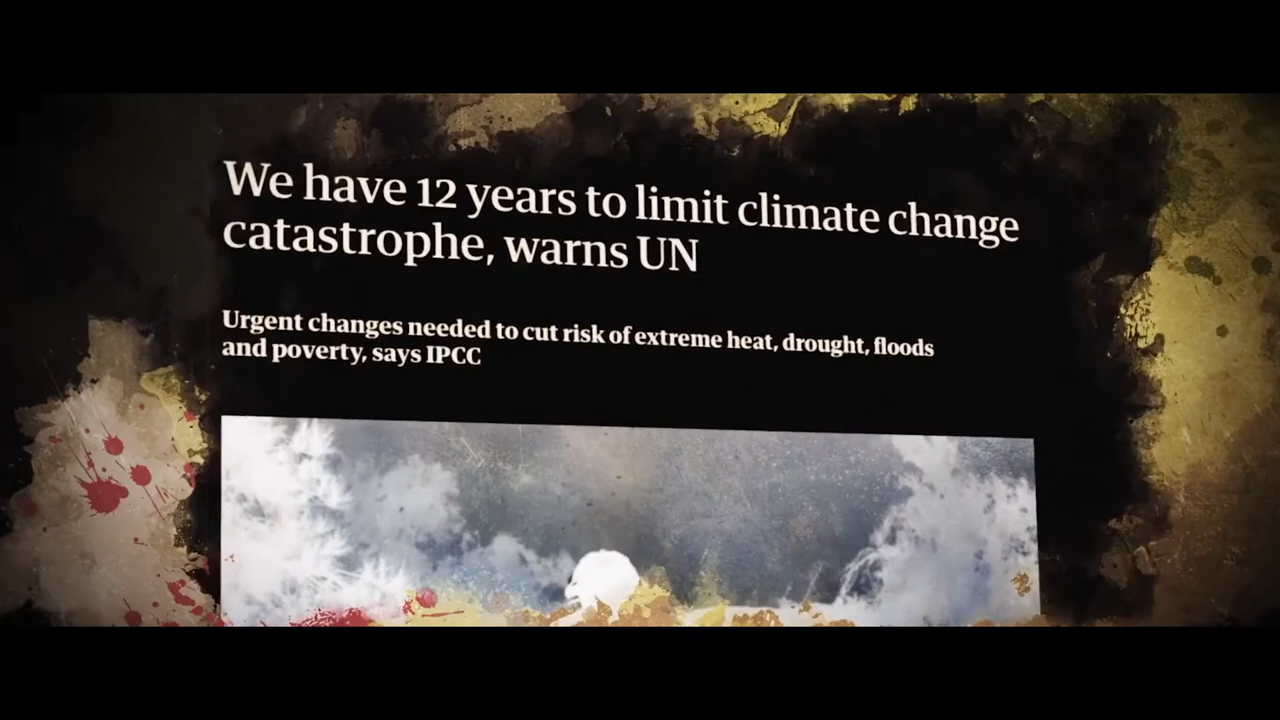 We have 12 years to limit climate change
catastrophe, warns UN
Urgent changes needed to cut risk of extreme heat, drought, floods
and poverty, says IPCC